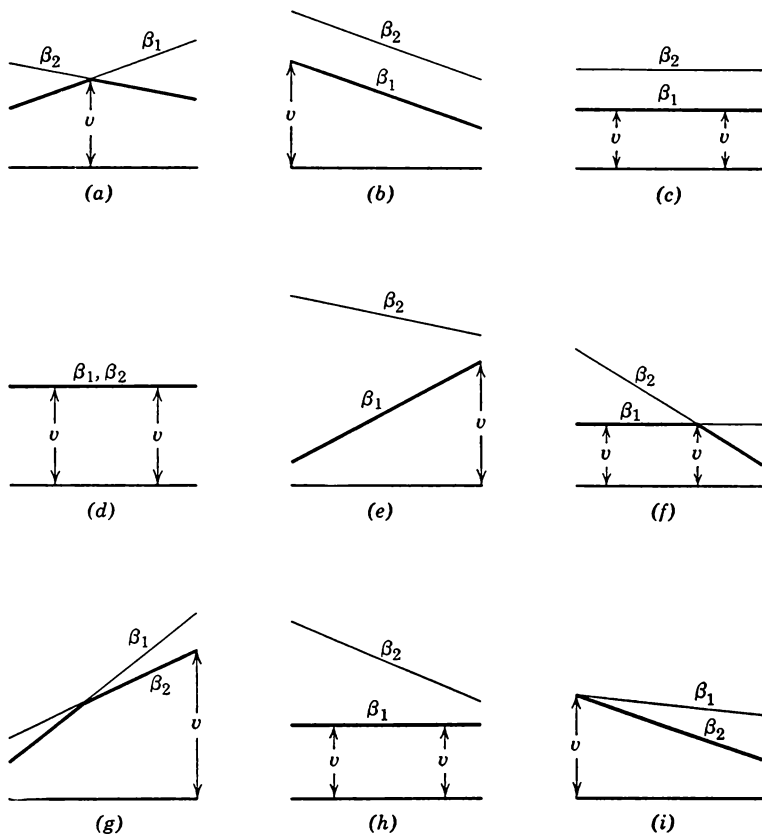 β₂ β₁
v
(a)
β₂
β₁
v
(b)
β₂
β₁
v v
(c)
β₁, β₂
v v
(d)
β₂
β₁
v
(e)
β₂
β₁
v v
(f)
β₁
β₂
v
(g)
β₂
β₁
v v
(h)
β₁
β₂
v
(i)